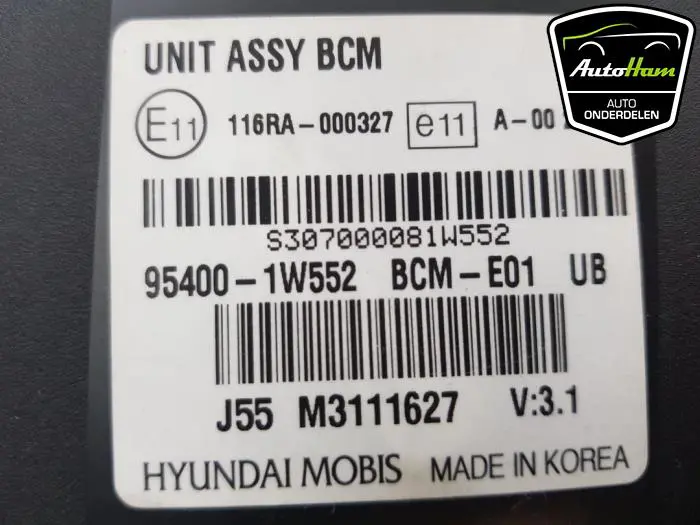 UNIT ASSY BCM
E11 116RA-000327 e11 A-00
S307000081W552
95400-1W552 BCM-E01 UB
J55 M3111627 V:3.1
HYUNDAI MOBIS MADE IN KOREA
AutoHam
AUTO
ONDERDELEN